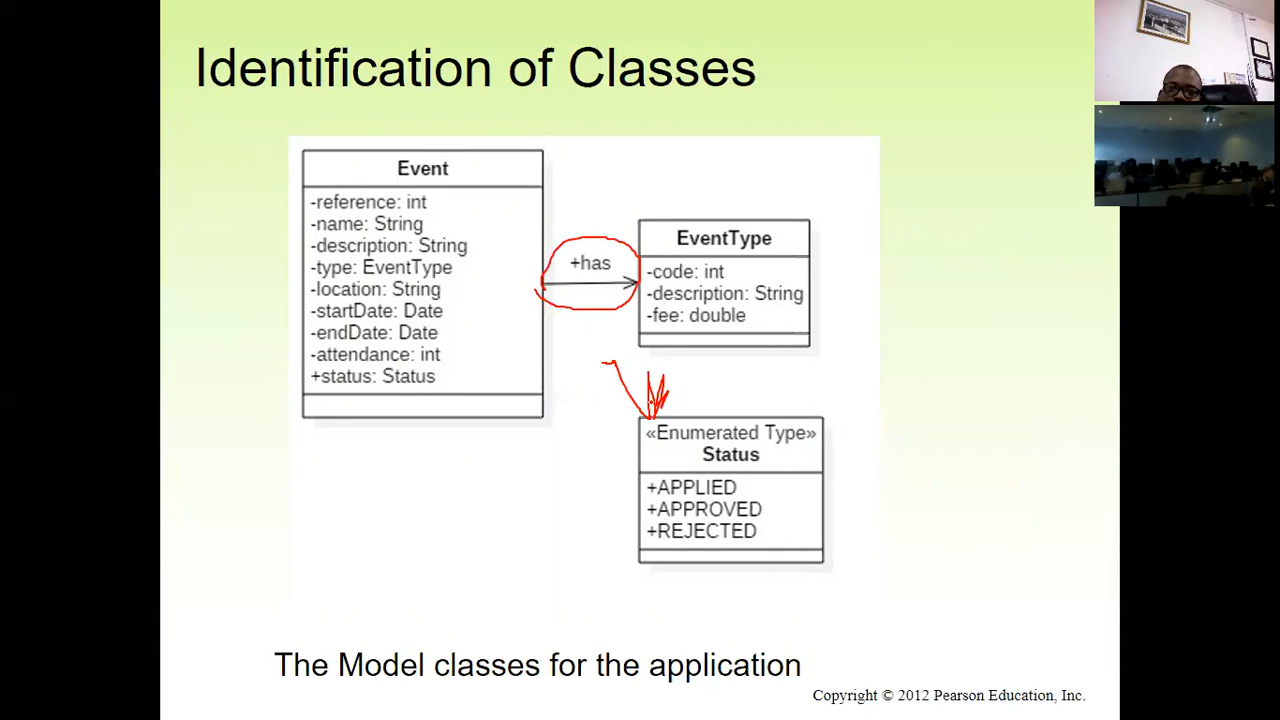 Identification of Classes
Event
-reference: int
-name: String
-description: String
-type: EventType
-location: String
-startDate: Date
-endDate: Date
-attendance: int
+status: Status
+has
EventType
-code: int
-description: String
-fee: double
«Enumerated Type»
Status
+APPLIED
+APPROVED
+REJECTED
The Model classes for the application
Copyright © 2012 Pearson Education, Inc.